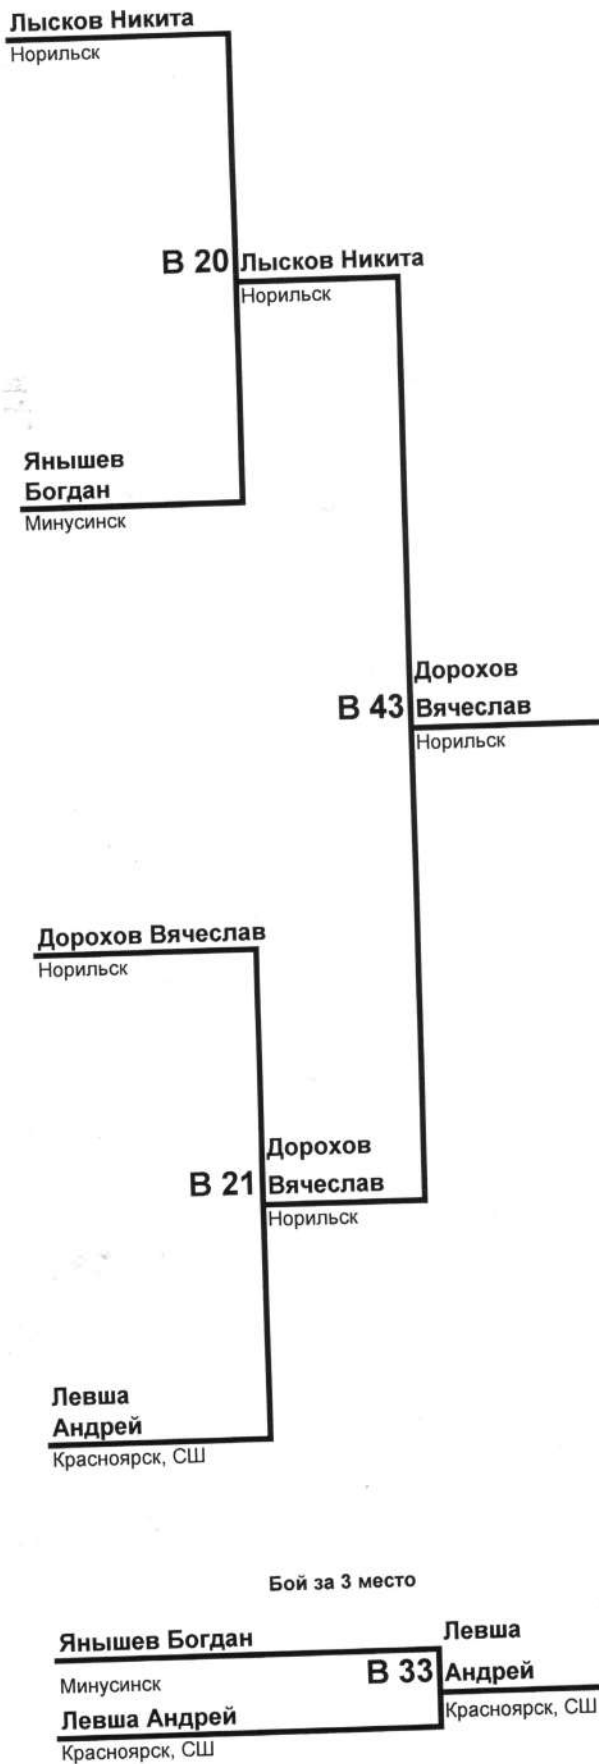 Лысков Никита
Норильск
В 20 Лысков Никита
Норильск
Янышев
Богдан
Минусинск
Дорохов
В 43 Вячеслав
Норильск
Дорохов Вячеслав
Норильск
Дорохов
В 21 Вячеслав
Норильск
Левша
Андрей
Красноярск, СШ
Бой за 3 место
Янышев Богдан
Левша
Минусинск
В 33 Андрей
Левша Андрей
Красноярск, СШ
Красноярск, СШ